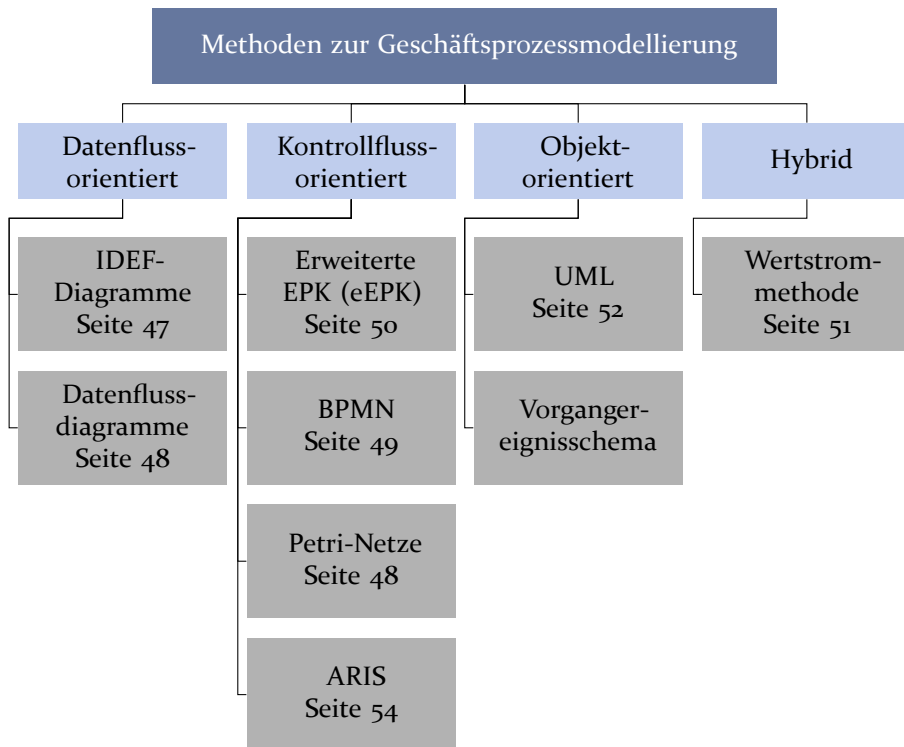 Methoden zur Geschäftsprozessmodellierung
Datenfluss-
orientiert
Kontrollfluss-
orientiert
Objekt-
orientiert
Hybrid
IDEF-
Diagramme
Seite 47
Datenfluss-
diagramme
Seite 48
Erweiterte
EPK (eEPK)
Seite 50
BPMN
Seite 49
Petri-Netze
Seite 48
ARIS
Seite 54
UML
Seite 52
Vorganger-
eignisschema
Wertstrom-
methode
Seite 51